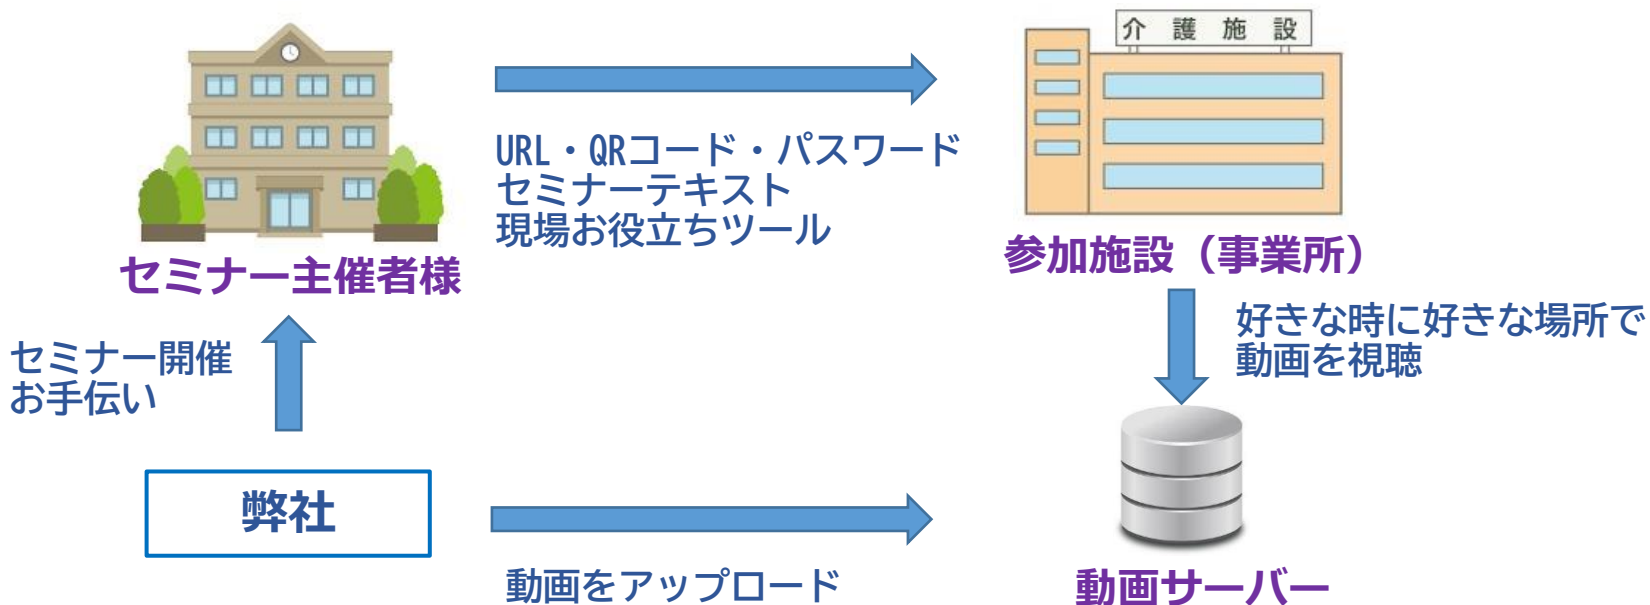 介護施設
URL・QRコード・パスワード
セミナーテキスト
現場お役立ちツール
セミナー主催者様
参加施設（事業所）
セミナー開催
お手伝い
好きな時に好きな場所で
動画を視聴
弊社
動画をアップロード
動画サーバー